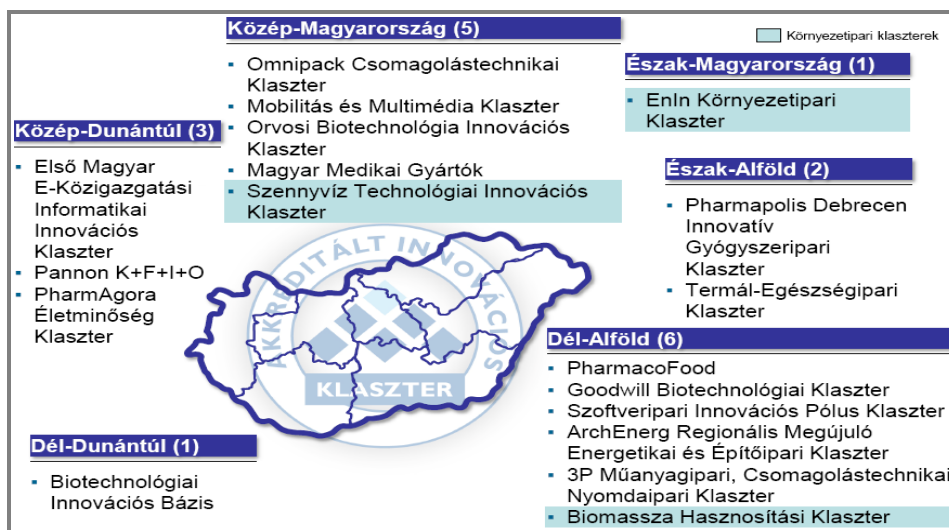 Közép-Magyarország (5)
Omnipack Csomagolástechnikai
Klaszter
Mobilitás és Multimédia Klaszter
Orvosi Biotechnológia Innovációs
Klaszter
Magyar Medikai Gyártók
Szennyvíz Technológiai Innovációs
Klaszter
Környezetipari klaszterek
Észak-Magyarország (1)
EnIn Környezetipari
Klaszter
Közép-Dunántúl (3)
Első Magyar
E-Közigazgatási
Informatikai
Innovációs
Klaszter
Pannon K+F+I+O
PharmAgora
Életminőség
Klaszter
Észak-Alföld (2)
Pharmapolis Debrecen
Innovatív
Gyógyszeripari
Klaszter
Termál-Egészségipari
Klaszter
AKKREDITÁLT INNOVÁCIÓS
KLASZTER
Dél-Alföld (6)
PharmacoFood
Goodwill Biotechnológiai Klaszter
Szoftveripari Innovációs Pólus Klaszter
ArchEnerg Regionális Megújuló
Energetikai és Építőipari Klaszter
3P Műanyagipari, Csomagolástechnikai
Nyomdaipari Klaszter
Biomassza Hasznosítási Klaszter
Dél-Dunántúl (1)
Biotechnológiai
Innovációs Bázis